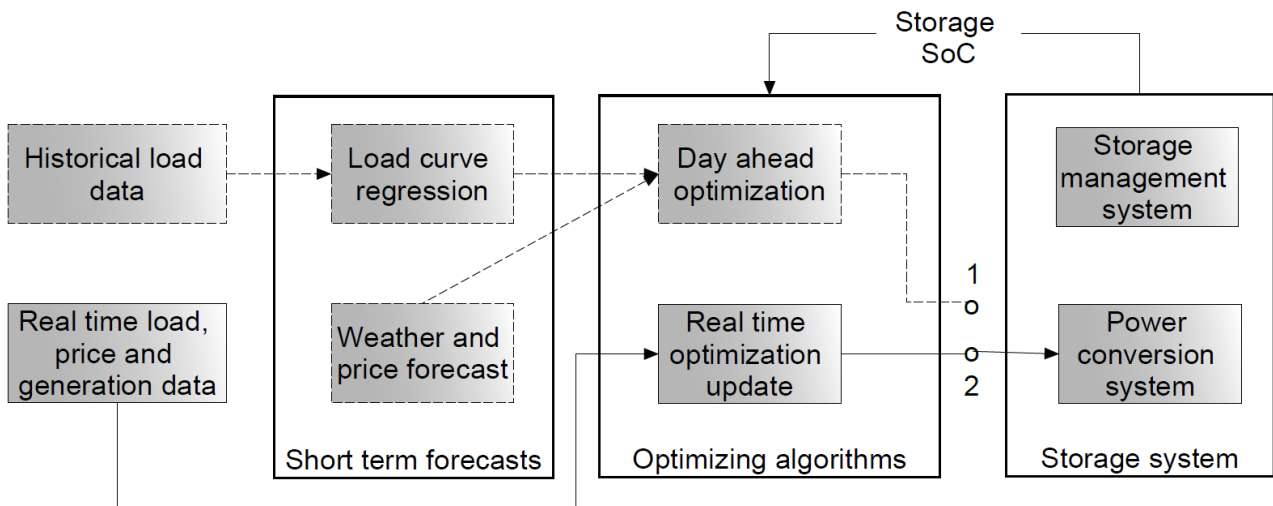 Storage
SoC
Historical load
data
Load curve
regression
Day ahead
optimization
Storage
management
system
Real time load,
price and
generation data
Weather and
price forecast
Real time
optimization
update
1
o
o
2
Power
conversion
system
Short term forecasts
Optimizing algorithms
Storage system